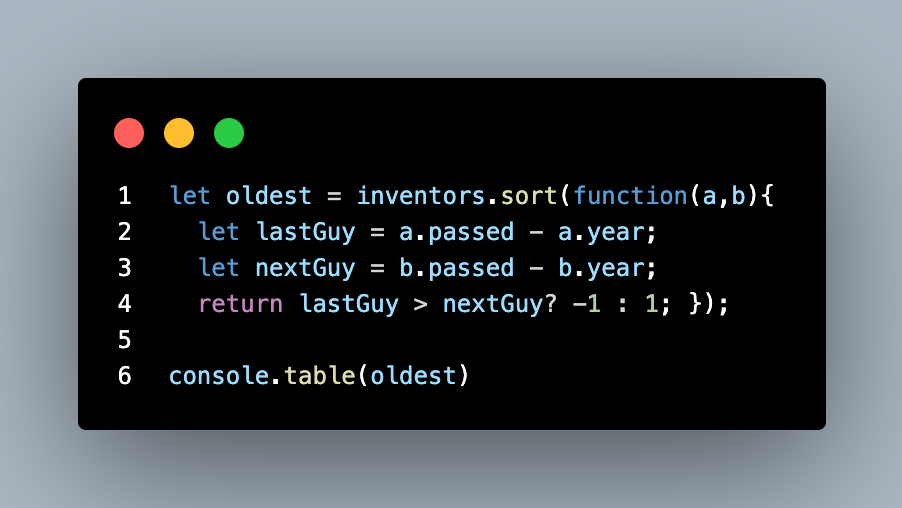 1 let oldest = inventors.sort(function(a,b){
2 let lastGuy = a.passed - a.year;
3 let nextGuy = b.passed - b.year;
4 return lastGuy > nextGuy? -1 : 1; });
5
6 console.table(oldest)